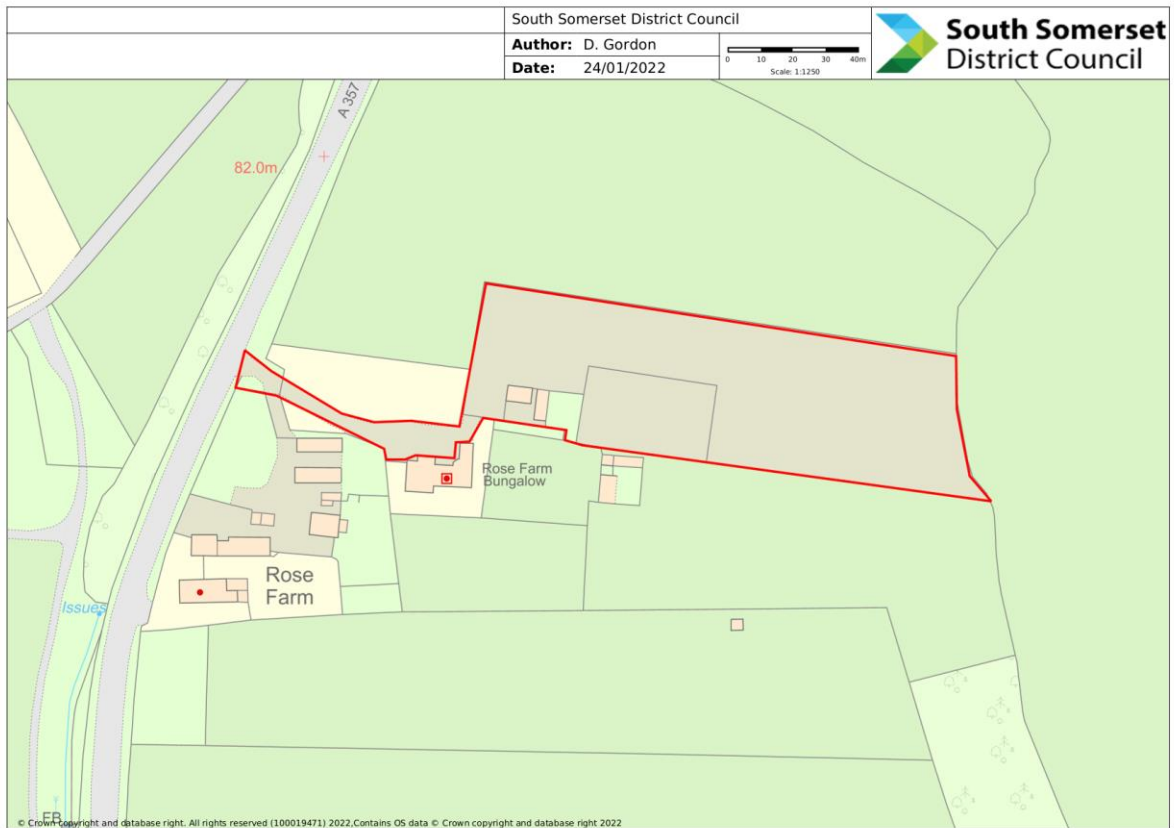 South Somerset District Council
Author: D. Gordon
Date: 24/01/2022
0 10 20 30 40m
Scale: 1:1250
South Somerset
District Council
A 357
82.0m
Rose Farm
Bungalow
Rose
Farm
Issues
FB
© Crown copyright and database right. All rights reserved (100019471) 2022,Contains OS data © Crown copyright and database right 2022